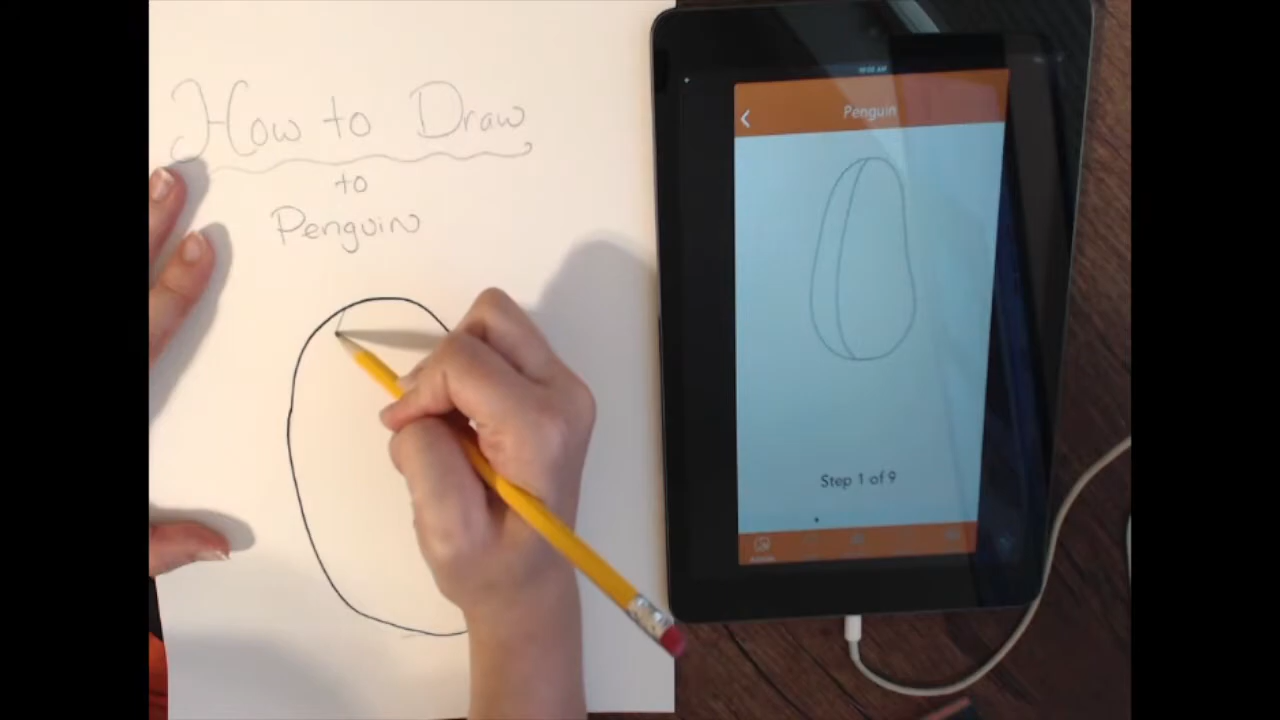 How to Draw
to
Penguin
Penguin
Step 1 of 9